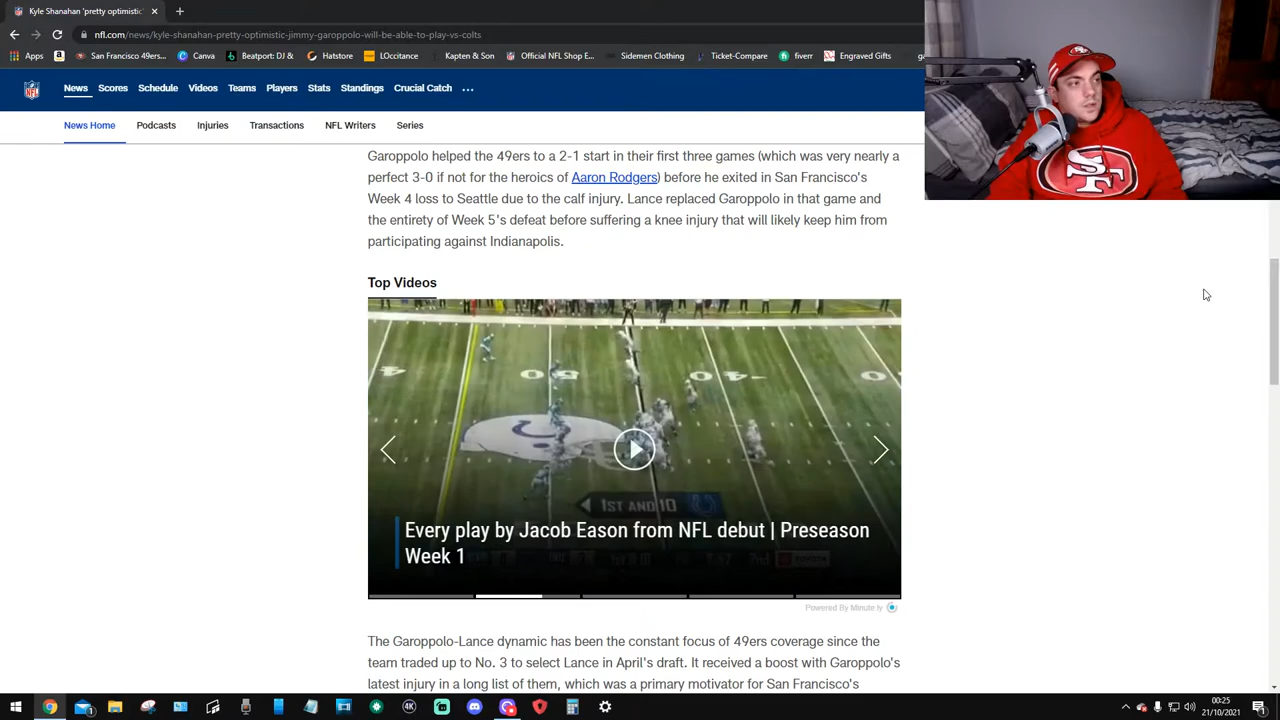 Kyle Shanahan 'pretty optimistic'
nfl.com/news/kyle-shanahan-pretty-optimistic-jimmy-garoppolo-will-be-able-to-play-vs-colts
Apps San Francisco 49ers... Canva Beatport: DJ & Hatstore LOccitance Kapten & Son Official NFL Shop E... Sidemen Clothing Ticket-Compare fiverr Engraved Gifts
NFL News Scores Schedule Videos Teams Players Stats Standings Crucial Catch ...
News Home Podcasts Injuries Transactions NFL Writers Series
Garoppolo helped the 49ers to a 2-1 start in their first three games (which was very nearly a
perfect 3-0 if not for the heroics of Aaron Rodgers) before he exited in San Francisco's
Week 4 loss to Seattle due to the calf injury. Lance replaced Garoppolo in that game and
the entirety of Week 5's defeat before suffering a knee injury that will likely keep him from
participating against Indianapolis.
Top Videos
1ST AND 10
Every play by Jacob Eason from NFL debut | Preseason
Week 1
Powered By Minute.ly
The Garoppolo-Lance dynamic has been the constant focus of 49ers coverage since the
team traded up to No. 3 to select Lance in April's draft. It received a boost with Garoppolo's
latest injury in a long list of them, which was a primary motivator for San Francisco's
SF
00:25
21/10/2021